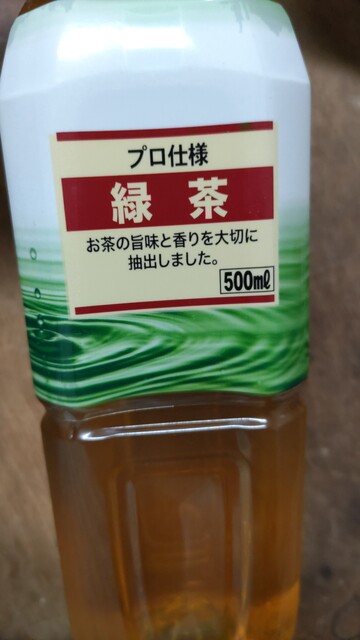 プロ仕様
緑茶
お茶の旨味と香りを大切に
抽出しました。
500mℓ